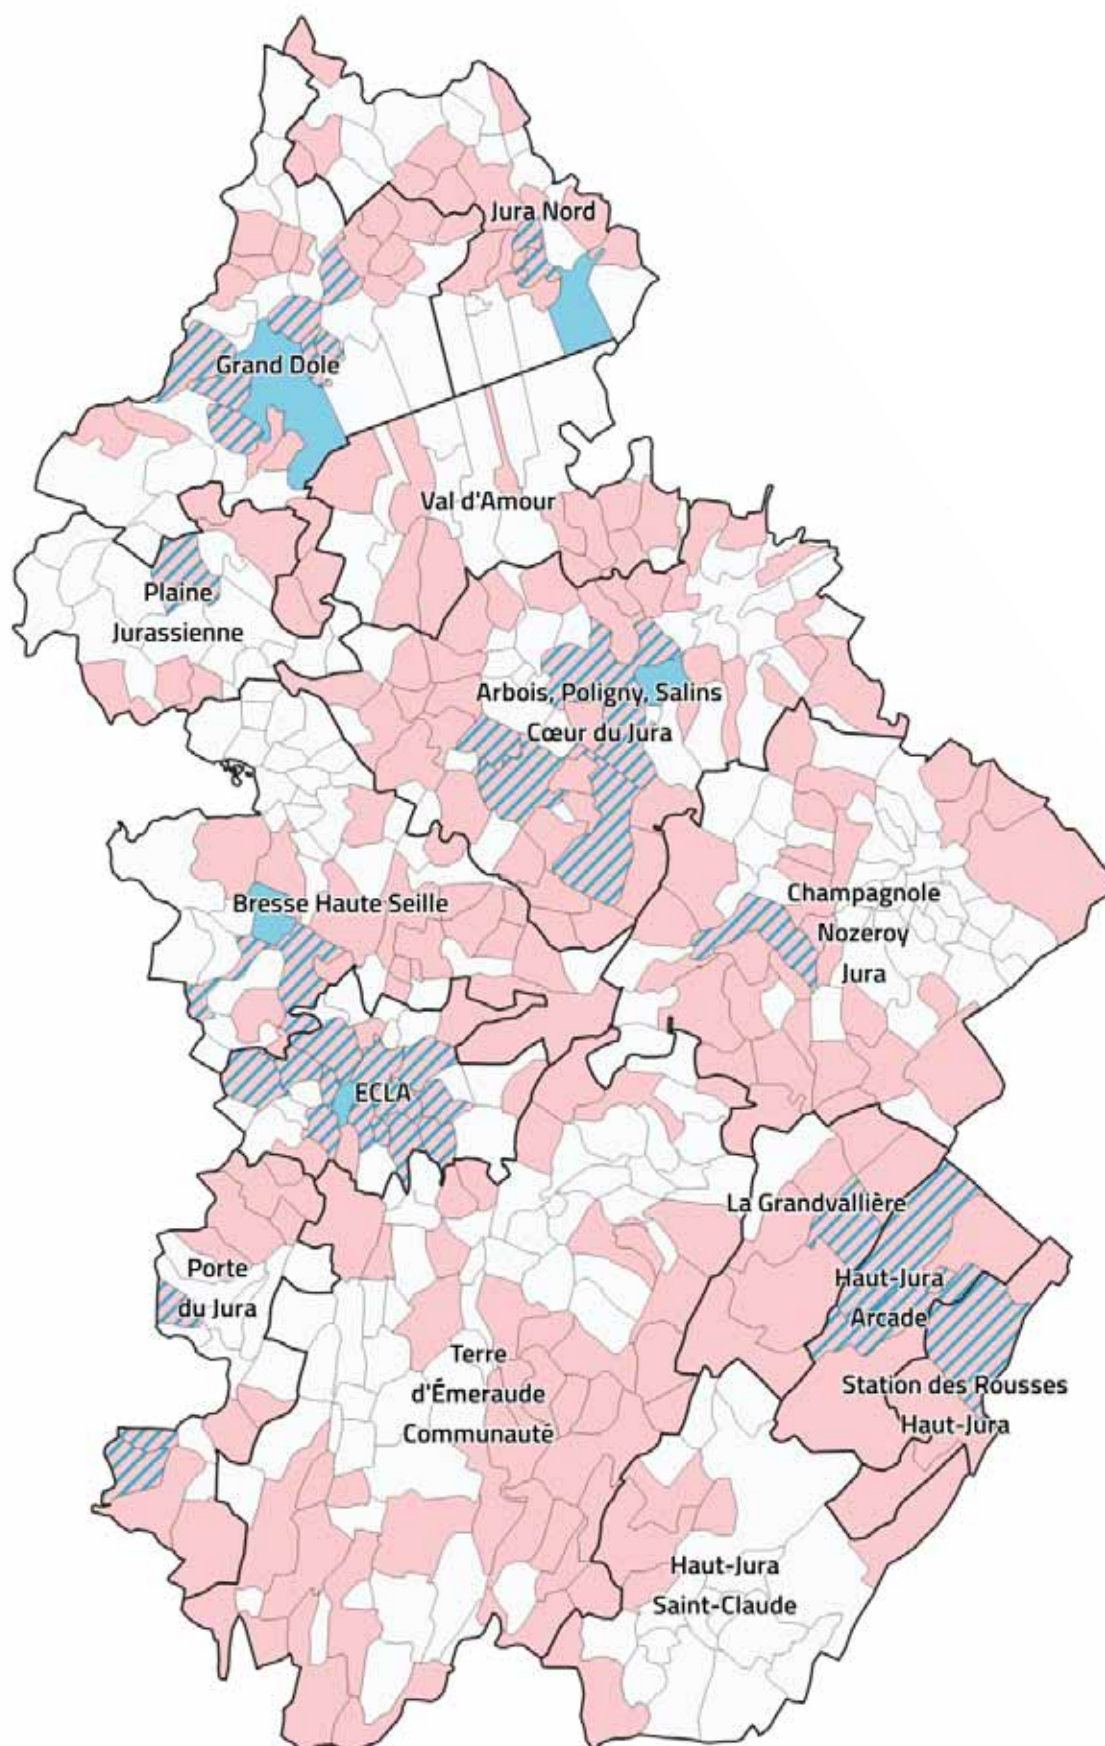 Jura Nord
Grand Dole
Val d'Amour
Plaine
Jurassienne
Arbois, Poligny, Salins
Cœur du Jura
Bresse Haute Seille
Champagnole
Nozeroy
Jura
ECLA
La Grandvallière
Porte
du Jura
Haut-Jura
Arcade
Terre
d'Émeraude
Communauté
Station des Rousses
Haut-Jura
Haut-Jura
Saint-Claude